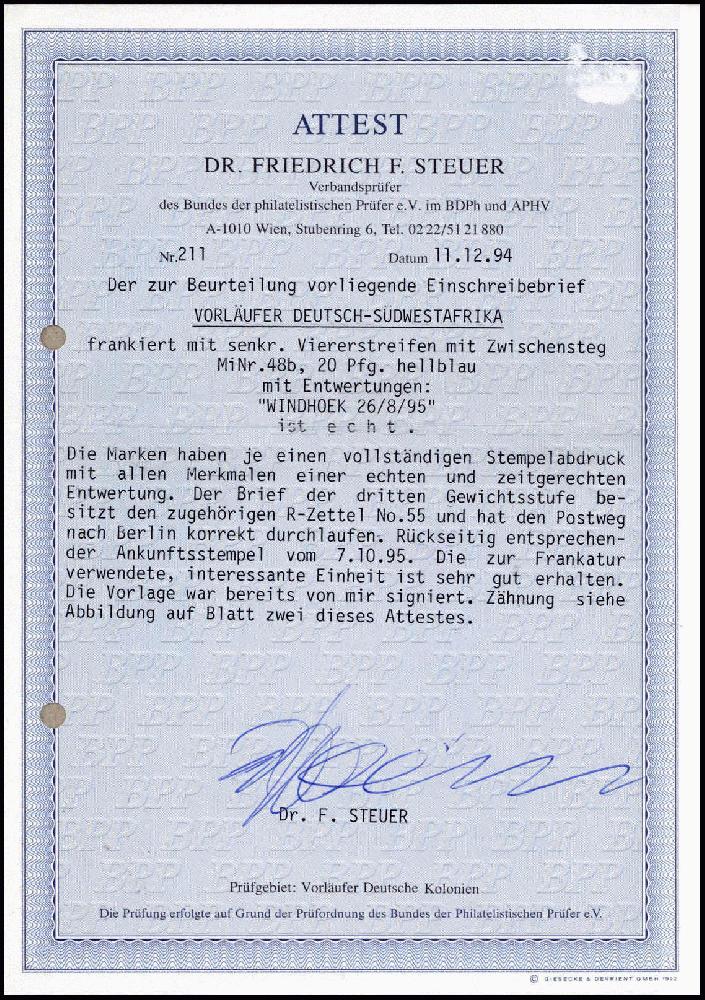 ATTEST
DR. FRIEDRICH F. STEUER
Verbandsprüfer
des Bundes der philatelistischen Prüfer e.V. im BDPh und APHV
A-1010 Wien, Stubenring 6, Tel. 02 22/51 21 880
Nr. 211 Datum 11.12.94
Der zur Beurteilung vorliegende Einschreibebrief
VORLÄUFER DEUTSCH-SÜDWESTAFRIKA
frankiert mit senkr. Viererstreifen mit Zwischensteg
MiNr.48b, 20 Pfg. hellblau
mit Entwertungen:
"WINDHOEK 26/8/95"
ist e c h t .
Die Marken haben je einen vollständigen Stempelabdruck
mit allen Merkmalen einer echten und zeitgerechten
Entwertung. Der Brief der dritten Gewichtsstufe be-
sitzt den zugehörigen R-Zettel No.55 und hat den Postweg
nach Berlin korrekt durchlaufen. Rückseitig entsprechen-
der Ankunftsstempel vom 7.10.95. Die zur Frankatur
verwendete, interessante Einheit ist sehr gut erhalten.
Die Vorlage war bereits von mir signiert. Zähnung siehe
Abbildung auf Blatt zwei dieses Attestes.
Dr. F. STEUER
Prüfgebiet: Vorläufer Deutsche Kolonien
Die Prüfung erfolgte auf Grund der Prüfordnung des Bundes der Philatelistischen Prüfer e.V.
© GIESECKE & DEVRIENT GMBH 1992